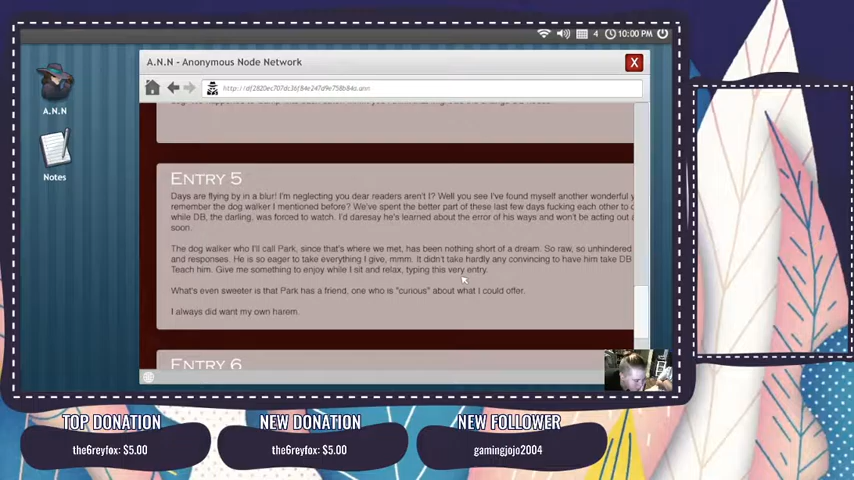 4 10:00 PM
A.N.N - Anonymous Node Network
X
http://df2820ec707dc36f84e247d9e758b84a.ann
A.N.N
Notes
ENTRY 5
Days are flying by in a blur! I'm neglecting you dear readers aren't I? Well you see I've found myself another wonderful y
remember the dog walker I mentioned before? We've spent the better part of these last few days fucking each other to
while DB, the darling, was forced to watch. I'd daresay he's learned about the error of his ways and won't be acting out
soon.
The dog walker who I'll call Park, since that's where we met, has been nothing short of a dream. So raw, so unhindered
and responses. He is so eager to take everything I give, mmm. It didn't take hardly any convincing to have him take DB
Teach him. Give me something to enjoy while I sit and relax, typing this very entry.
What's even sweeter is that Park has a friend, one who is "curious" about what I could offer.
I always did want my own harem.
ENTRY 6
TOP DONATION
NEW DONATION
NEW FOLLOWER
the6reyfox: $5.00
the6reyfox: $5.00
gamingjojo2004